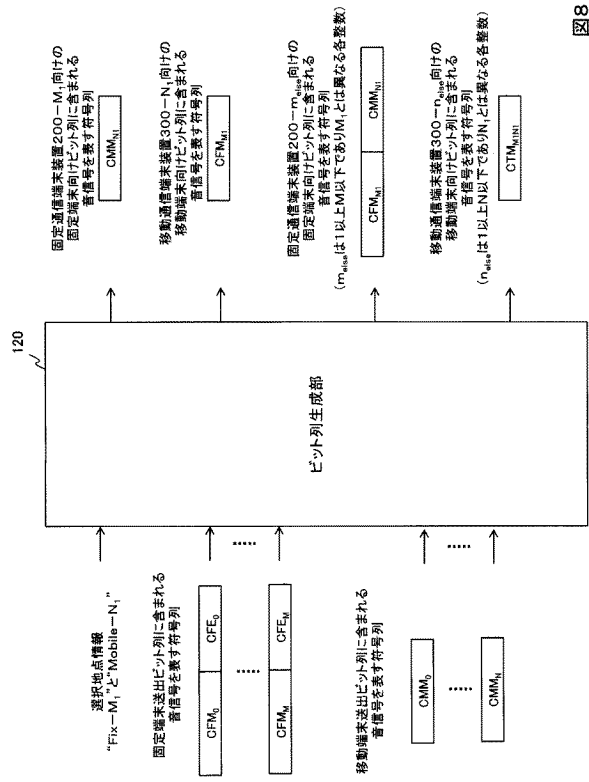 図8
120
選択地点情報
“Fix－M₁”と“Mobile－N₁”
固定端末送出ビット列に含まれる
音信号を表す符号列
CFM₀ CFE₀
CFM_M CFE_M
移動端末送出ビット列に含まれる
音信号を表す符号列
CMM₀
CMM_N
ビット列生成部
固定通信端末装置200－M₁向けの
固定端末向けビット列に含まれる
音信号を表す符号列
CMM_N1
移動通信端末装置300－N₁向けの
移動端末向けビット列に含まれる
音信号を表す符号列
CFM_M1
固定通信端末装置200－m_else向けの
固定端末向けビット列に含まれる
音信号を表す符号列
(m_elseは1以上M以下でありM₁とは異なる各整数)
CFM_M1 CMM_N1
移動通信端末装置300－n_else向けの
移動端末向けビット列に含まれる
音信号を表す符号列
(n_elseは1以上N以下でありN₁とは異なる各整数)
CTM_M1N1